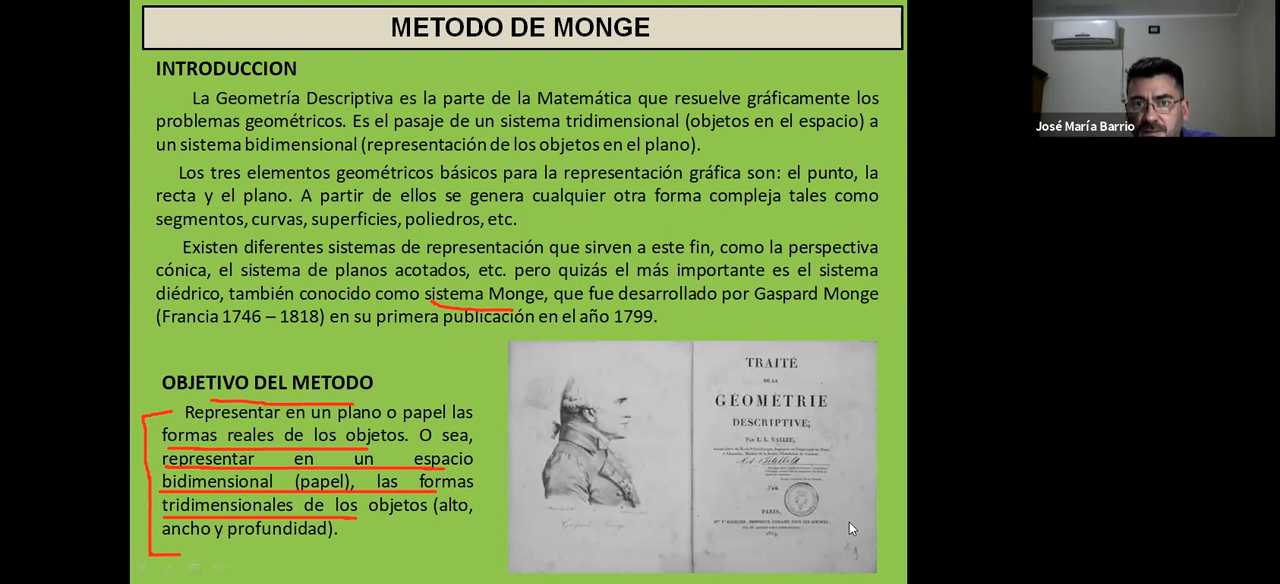 METODO DE MONGE
INTRODUCCION
La Geometría Descriptiva es la parte de la Matemática que resuelve gráficamente los
problemas geométricos. Es el pasaje de un sistema tridimensional (objetos en el espacio) a
un sistema bidimensional (representación de los objetos en el plano).
Los tres elementos geométricos básicos para la representación gráfica son: el punto, la
recta y el plano. A partir de ellos se genera cualquier otra forma compleja tales como
segmentos, curvas, superficies, poliedros, etc.
Existen diferentes sistemas de representación que sirven a este fin, como la perspectiva
cónica, el sistema de planos acotados, etc. pero quizás el más importante es el sistema
diédrico, también conocido como sistema Monge, que fue desarrollado por Gaspard Monge
(Francia 1746 – 1818) en su primera publicación en el año 1799.
OBJETIVO DEL METODO
Representar en un plano o papel las
formas reales de los objetos. O sea,
representar en un espacio
bidimensional (papel), las formas
tridimensionales de los objetos (alto,
ancho y profundidad).
TRAITÉ
DE LA
GÉOMÉTRIE
DESCRIPTIVE;
PAR L. L. VALLÉE,
PARIS,
José María Barrio